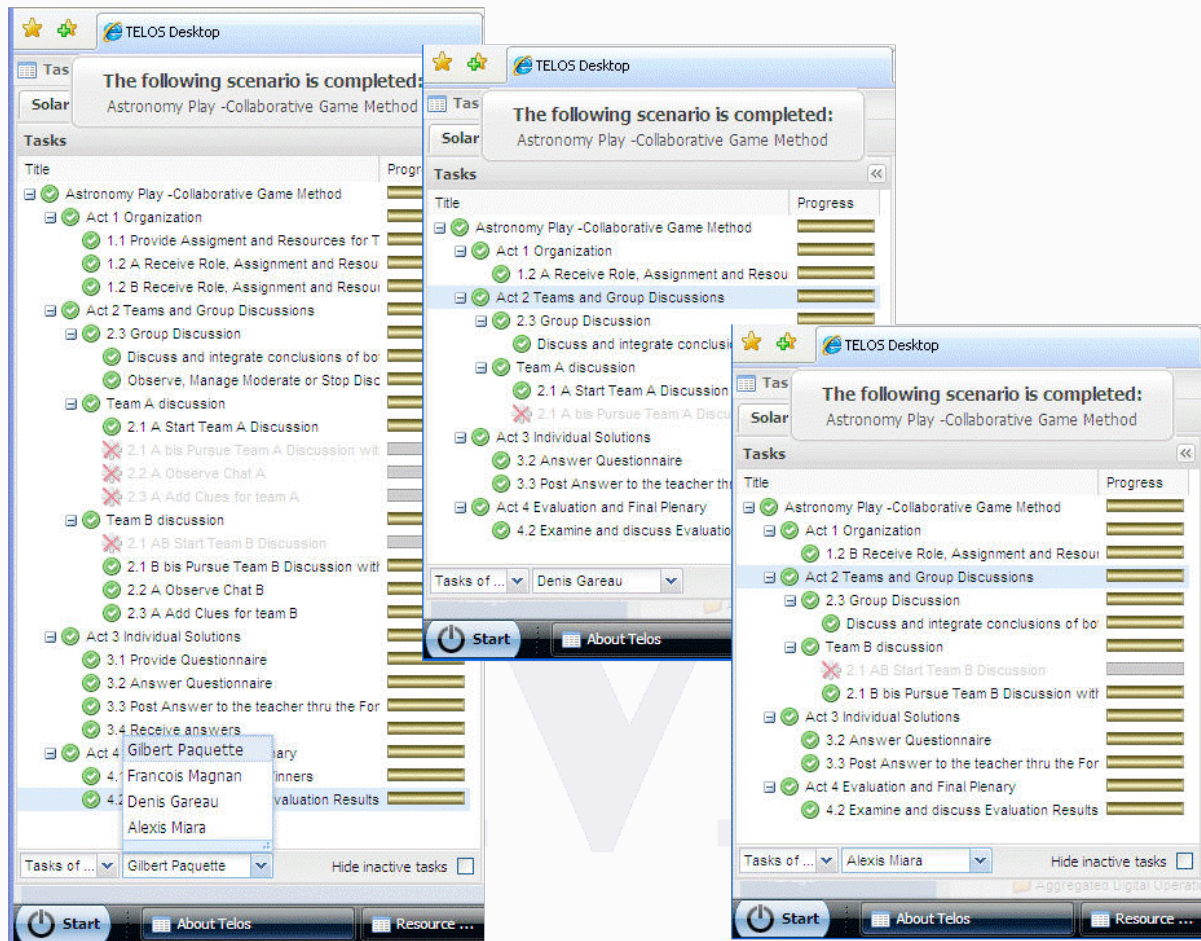 TELOS Desktop
Tas
The following scenario is completed:
Astronomy Play -Collaborative Game Method
Solar
Tasks
Title Progr
Astronomy Play -Collaborative Game Method
Act 1 Organization
1.1 Provide Assigment and Resources for T
1.2 A Receive Role, Assignment and Resou
1.2 B Receive Role, Assignment and Resour
Act 2 Teams and Group Discussions
2.3 Group Discussion
Discuss and integrate conclusions of bo
Observe, Manage Moderate or Stop Disc
Team A discussion
2.1 A Start Team A Discussion
2.1 A bis Pursue Team A Discussion wit
2.2 A Observe Chat A
2.3 A Add Clues for team A
Team B discussion
2.1 AB Start Team B Discussion
2.1 B bis Pursue Team B Discussion with
2.2 A Observe Chat B
2.3 A Add Clues for team B
Act 3 Individual Solutions
3.1 Provide Questionnaire
3.2 Answer Questionnaire
3.3 Post Answer to the teacher thru the For
3.4 Receive answers
Act 4 ary
4.1 inners
4.2 valuation Results
Gilbert Paquette
Francois Magnan
Denis Gareau
Alexis Miara
Tasks of ... Gilbert Paquette Hide inactive tasks
Start About Telos Resource ...
TELOS Desktop
Tas
The following scenario is completed:
Astronomy Play -Collaborative Game Method
Solar
Tasks
Title Progress
Astronomy Play -Collaborative Game Method
Act 1 Organization
1.2 A Receive Role, Assignment and Resou
Act 2 Teams and Group Discussions
2.3 Group Discussion
Discuss and integrate conclusi
Team A discussion
2.1 A Start Team A Discussion
2.1 A bis Pursue Team A Discu
Act 3 Individual Solutions
3.2 Answer Questionnaire
3.3 Post Answer to the teacher th
Act 4 Evaluation and Final Plenary
4.2 Examine and discuss Evaluatio
Tasks of ... Denis Gareau
Start About Telos
TELOS Desktop
Tas
The following scenario is completed:
Astronomy Play -Collaborative Game Method
Solar
Tasks
Title Progress
Astronomy Play -Collaborative Game Method
Act 1 Organization
1.2 B Receive Role, Assignment and Resour
Act 2 Teams and Group Discussions
2.3 Group Discussion
Discuss and integrate conclusions of bo
Team B discussion
2.1 AB Start Team B Discussion
2.1 B bis Pursue Team B Discussion with
Act 3 Individual Solutions
3.2 Answer Questionnaire
3.3 Post Answer to the teacher thru the For
Act 4 Evaluation and Final Plenary
4.2 Examine and discuss Evaluation Results
Tasks of ... Alexis Miara Hide inactive tasks
Aggregated Digital Operati
Start About Telos Resource ...